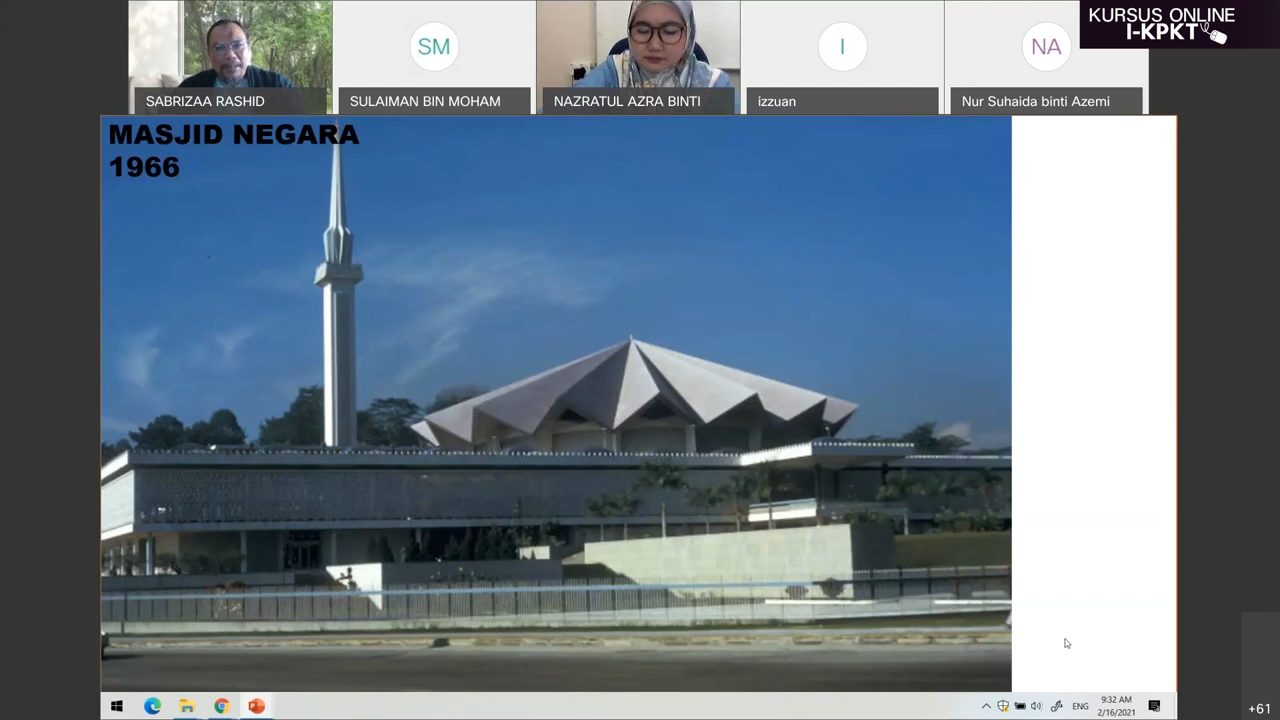 KURSUS ONLINE
I-KPKT
SM
I
NA
SABRIZAA RASHID
SULAIMAN BIN MOHAM
NAZRATUL AZRA BINTI
izzuan
Nur Suhaida binti Azemi
MASJID NEGARA
1966
ENG
9:32 AM
2/16/2021
+61